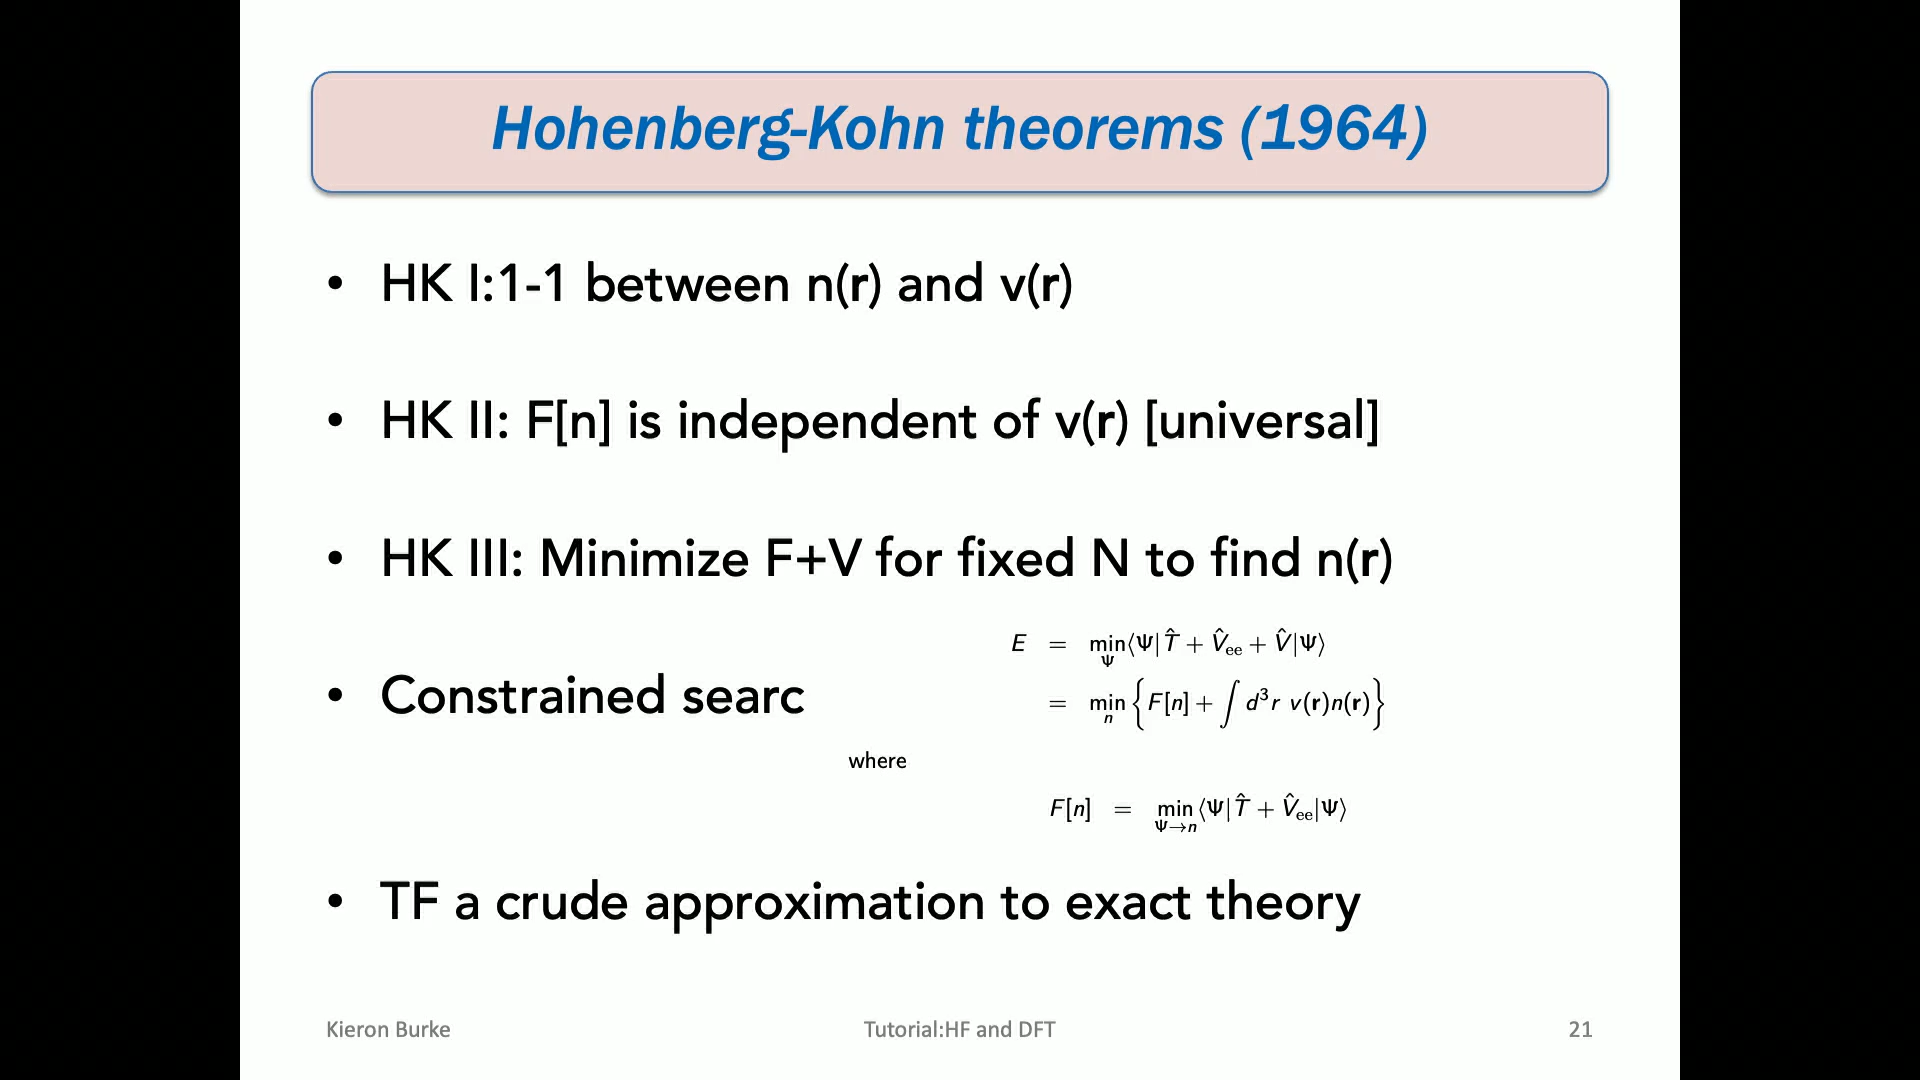 Hohenberg-Kohn theorems (1964)
• HK I:1-1 between n(r) and v(r)
• HK II: F[n] is independent of v(r) [universal]
• HK III: Minimize F+V for fixed N to find n(r)
E = min_Ψ ⟨Ψ|T̂ + V̂_ee + V̂|Ψ⟩
• Constrained searc
= min_n {F[n] + ∫ d³r v(r)n(r)}
where
F[n] = min_Ψ→n ⟨Ψ|T̂ + V̂_ee|Ψ⟩
• TF a crude approximation to exact theory
Kieron Burke
Tutorial:HF and DFT
21